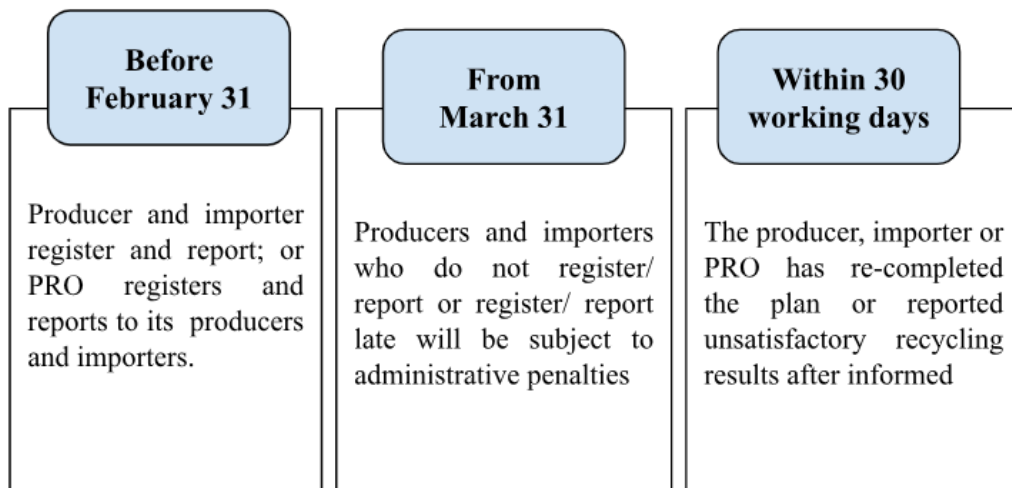 Before
February 31
Producer and importer
register and report; or
PRO registers and
reports to its producers
and importers.
From
March 31
Producers and importers
who do not register/
report or register/ report
late will be subject to
administrative penalties
Within 30
working days
The producer, importer or
PRO has re-completed
the plan or reported
unsatisfactory recycling
results after informed